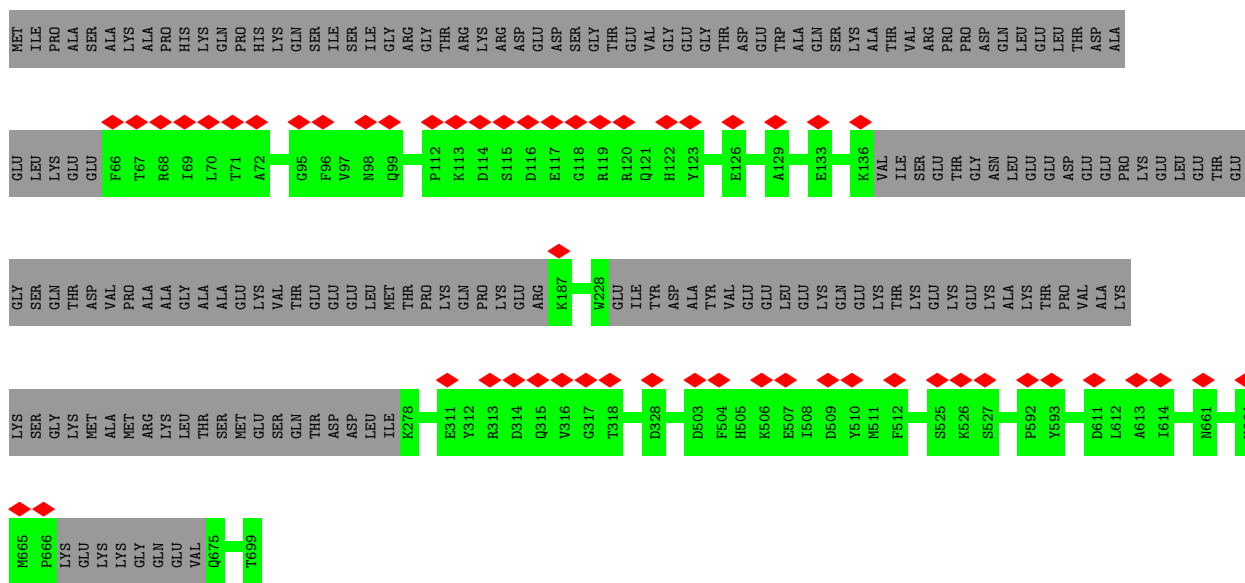 MET ILE PRO ALA SER ALA LYS ALA PRO HIS LYS GLN PRO HIS LYS GLN SER ILE SER ILE GLY ARG GLY THR ARG LYS ARG ASP GLU ASP SER GLY THR GLU VAL GLY GLU GLY THR ASP GLU TRP ALA GLN SER LYS ALA THR VAL ARG PRO PRO ASP GLN LEU GLU LEU THR ASP ALA
GLU LEU LYS GLU GLU F66 T67 R68 I69 L70 T71 A72 G95 F96 V97 N98 Q99 P112 K113 D114 S115 D116 E117 G118 R119 R120 Q121 H122 Y123 E126 A129 E133 K136 VAL ILE SER GLU THR GLY ASN LEU GLU GLU ASP GLU GLU PRO LYS GLU LEU GLU THR GLU
GLY SER GLN THR ASP VAL PRO ALA ALA GLY ALA ALA GLU LYS VAL THR GLU GLU GLU LEU MET THR PRO LYS GLN PRO LYS GLU ARG K187 W228 GLU ILE TYR ASP ALA TYR VAL GLU GLU LEU GLU LYS GLN GLU LYS THR LYS GLU LYS GLU LYS ALA LYS THR PRO VAL ALA LYS
LYS SER GLY LYS MET ALA MET ARG LYS LEU THR SER MET GLU SER GLN THR ASP ASP LEU ILE K278 E311 Y312 R313 D314 Q315 V316 G317 T318 D328 D503 F504 H505 K506 E507 I508 D509 Y510 M511 F512 S525 K526 S527 P592 Y593 D611 L612 A613 I614 N661
M665 P666 LYS GLU LYS LYS GLY GLN GLU VAL Q675 T699